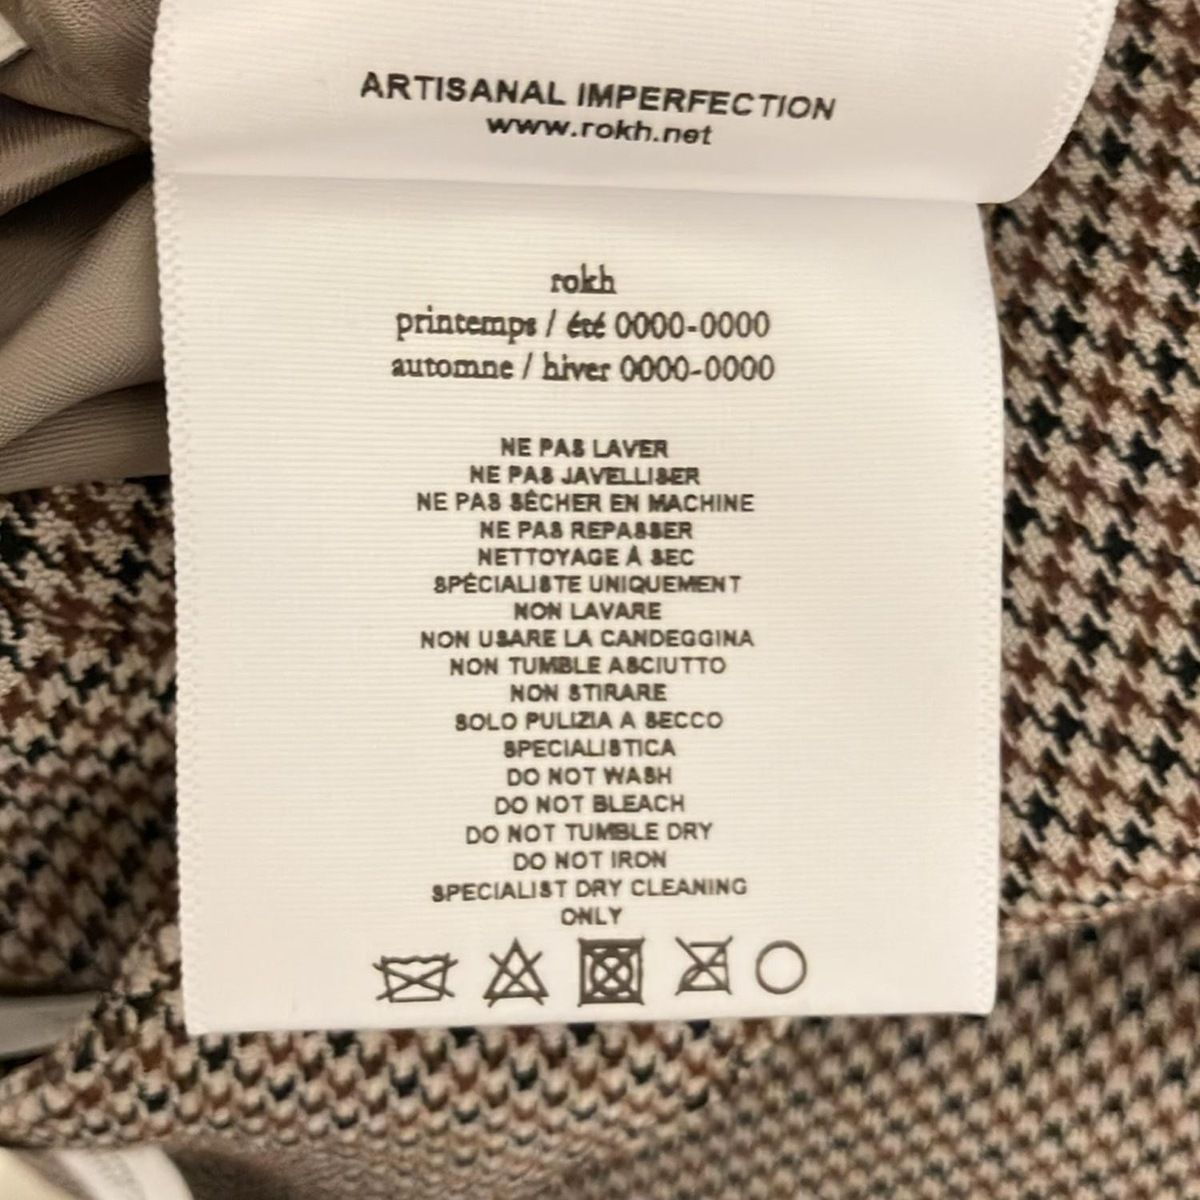 ARTISANAL IMPERFECTION
www.rokh.net
rokh
printemps / été 0000-0000
automne / hiver 0000-0000
NE PAS LAVER
NE PAS JAVELLISER
NE PAS SÉCHER EN MACHINE
NE PAS REPASSER
NETTOYAGE À SEC
SPÉCIALISTE UNIQUEMENT
NON LAVARE
NON USARE LA CANDEGGINA
NON TUMBLE ASCIUTTO
NON STIRARE
SOLO PULIZIA A SECCO
SPECIALISTICA
DO NOT WASH
DO NOT BLEACH
DO NOT TUMBLE DRY
DO NOT IRON
SPECIALIST DRY CLEANING
ONLY